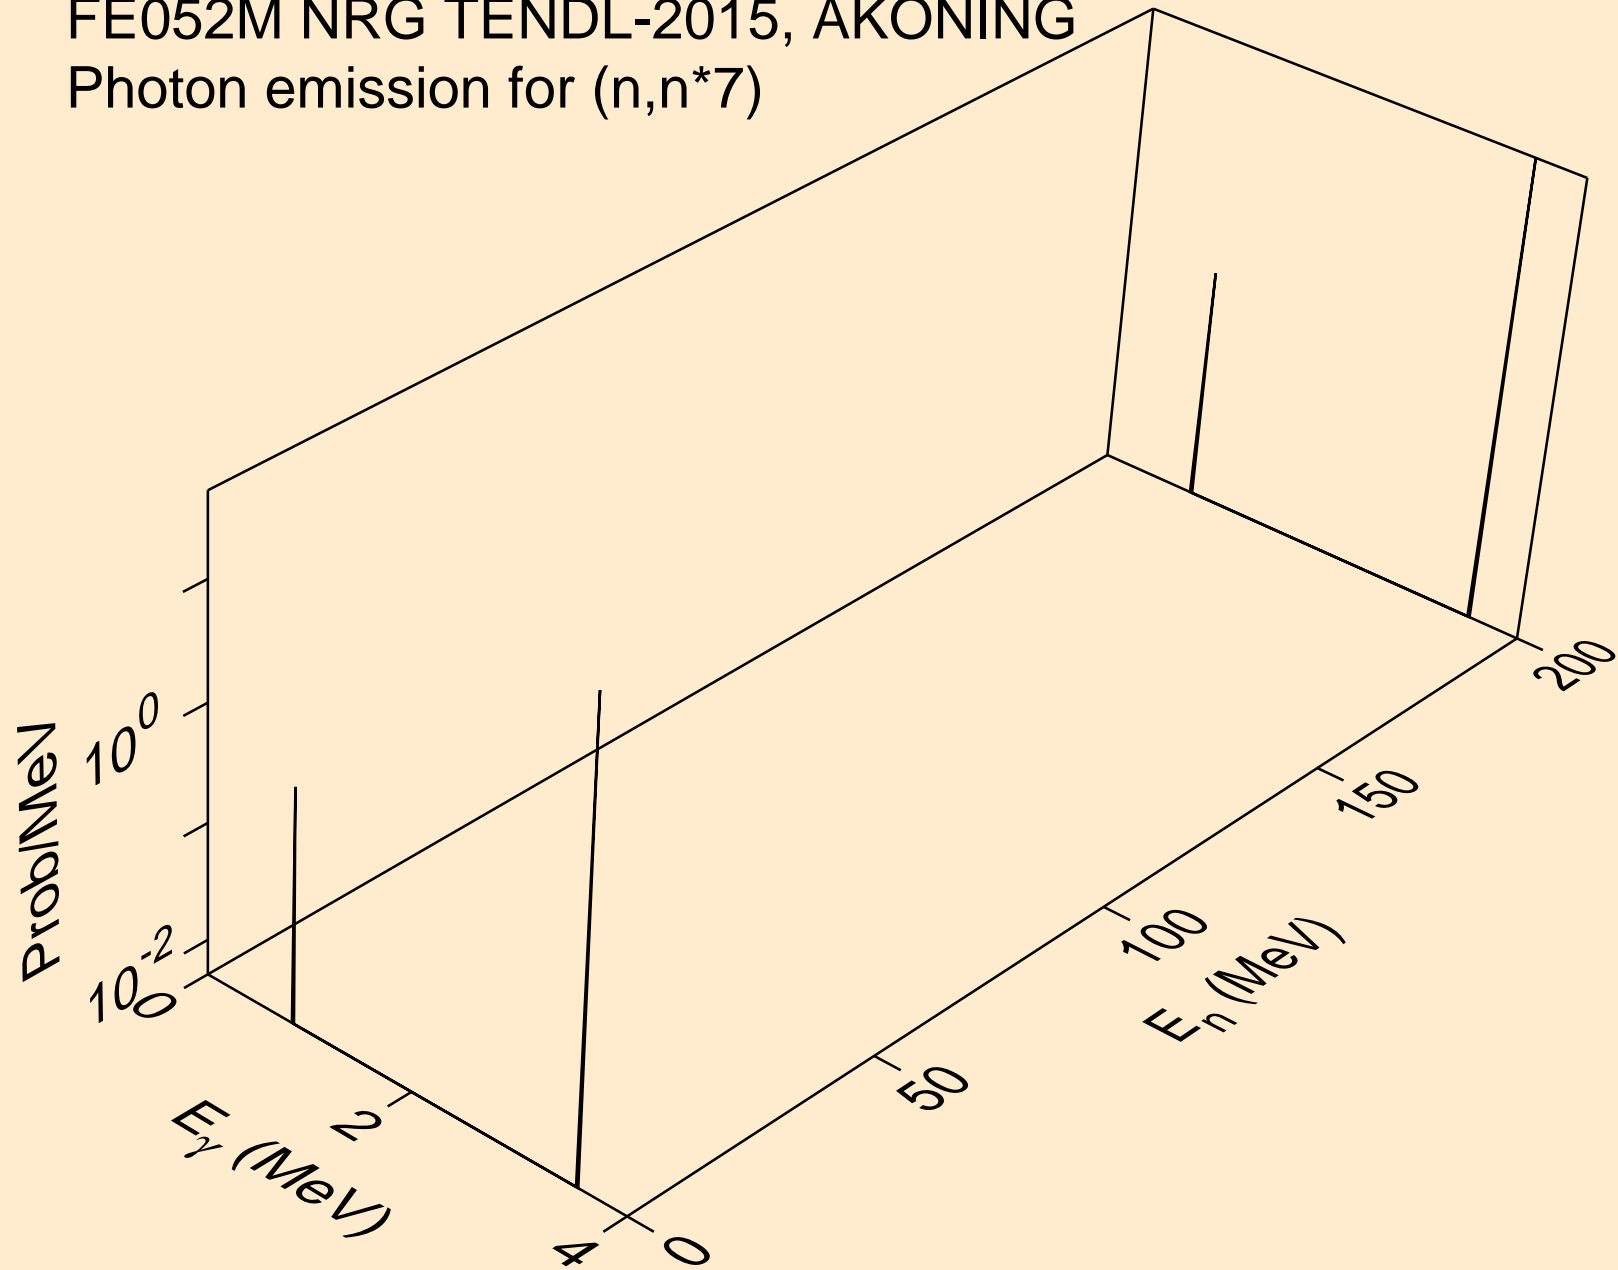 FE052M NRG TENDL-2015, AKONING
Photon emission for (n,n*7)
Prob/MeV
10^0
10^-2
0
2
4
Eγ (MeV)
0
50
100
150
200
En (MeV)